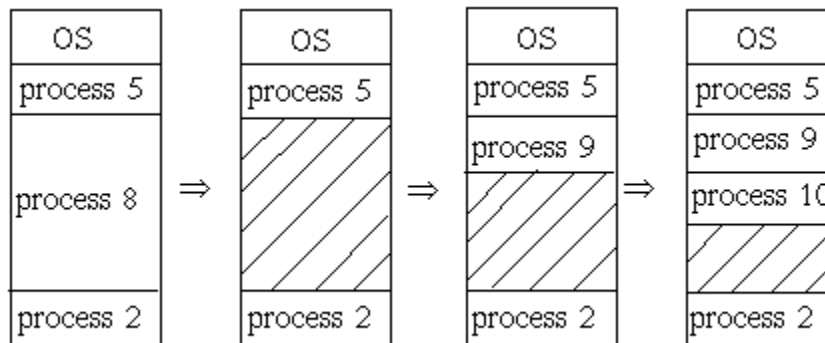 OS
process 5
process 8
process 2
⇒
OS
process 5
process 2
⇒
OS
process 5
process 9
process 2
⇒
OS
process 5
process 9
process 10
process 2